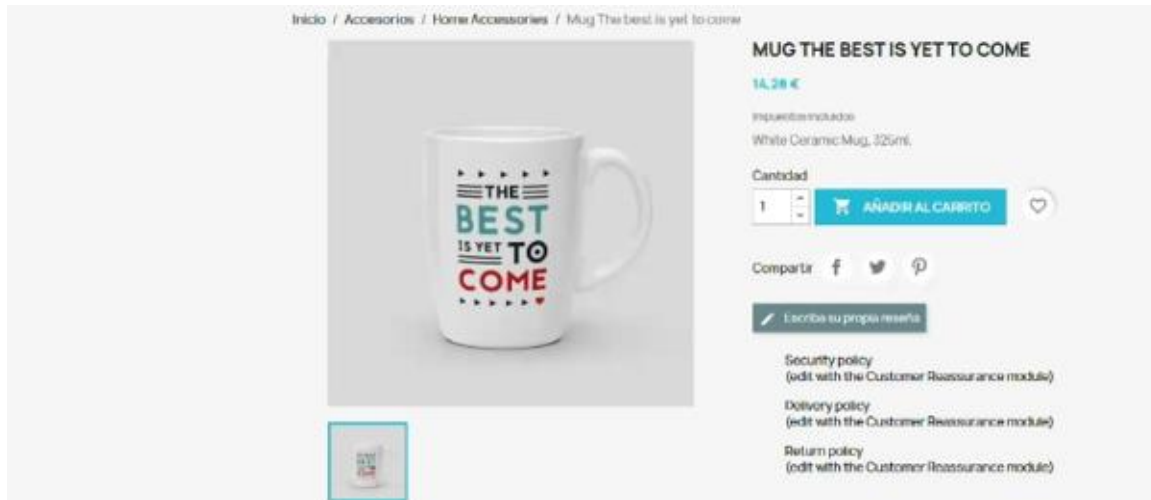 Inicio / Accesorios / Home Accessories / Mug The best is yet to come
MUG THE BEST IS YET TO COME
14,28 €
Impuestos incluidos
White Ceramic Mug, 325ml.
Cantidad
1
AÑADIR AL CARRITO
Compartir
Escriba su propia reseña
Security policy
(edit with the Customer Reassurance module)
Delivery policy
(edit with the Customer Reassurance module)
Return policy
(edit with the Customer Reassurance module)
THE
BEST
IS YET TO
COME